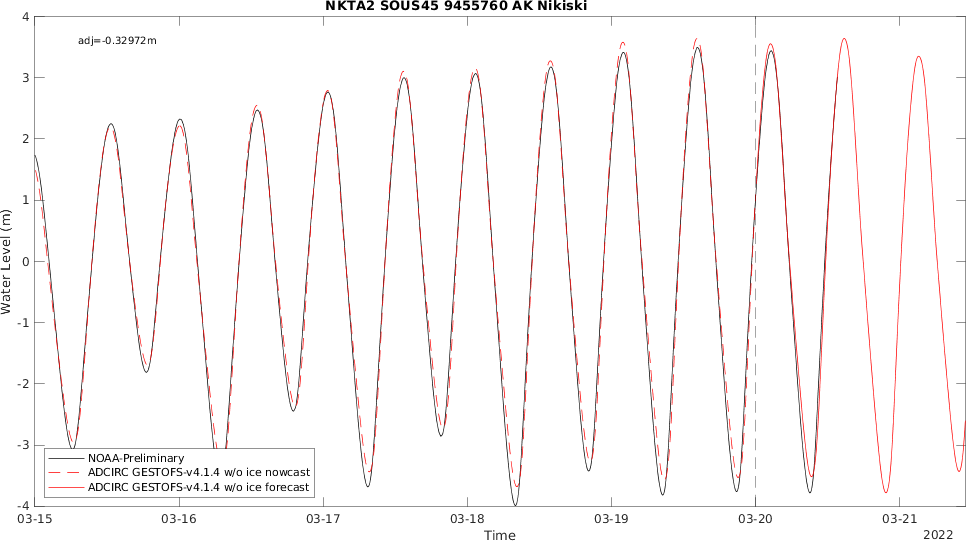 NKTA2 SOUS45 9455760 AK Nikiski
adj=-0.32972m
Water Level (m)
4
3
2
1
0
-1
-2
-3
-4
NOAA-Preliminary
ADCIRC GESTOFS-v4.1.4 w/o ice nowcast
ADCIRC GESTOFS-v4.1.4 w/o ice forecast
03-15 03-16 03-17 03-18 03-19 03-20 03-21
Time
2022